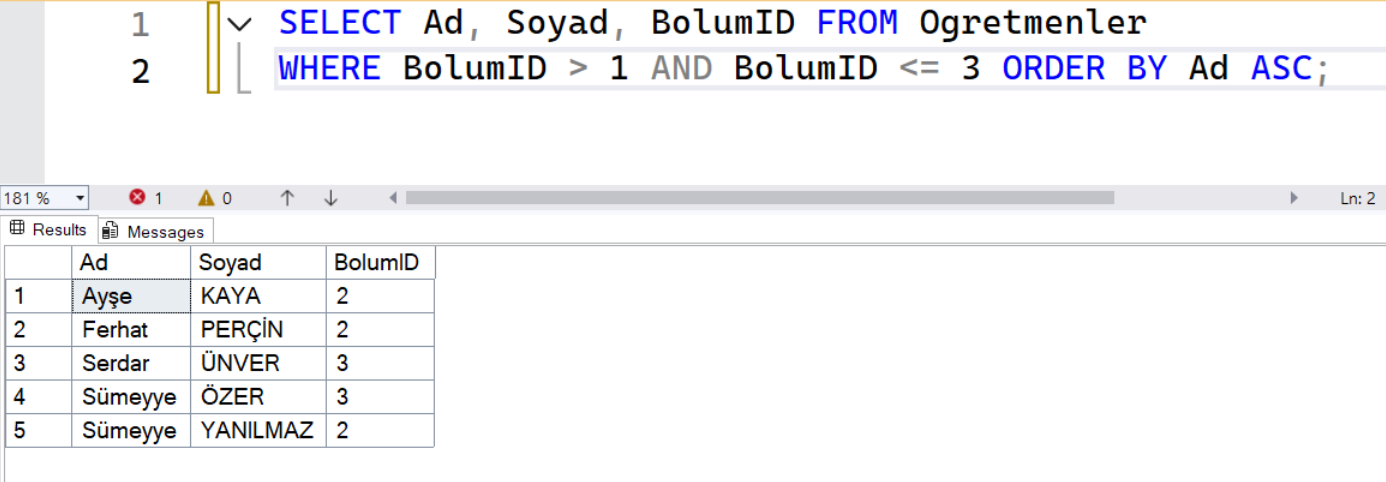 1 SELECT Ad, Soyad, BolumID FROM Ogretmenler
2 WHERE BolumID > 1 AND BolumID <= 3 ORDER BY Ad ASC;
181 % 1 0 Ln: 2
Results Messages
Ad Soyad BolumID
1 Ayşe KAYA 2
2 Ferhat PERÇİN 2
3 Serdar ÜNVER 3
4 Sümeyye ÖZER 3
5 Sümeyye YANILMAZ 2